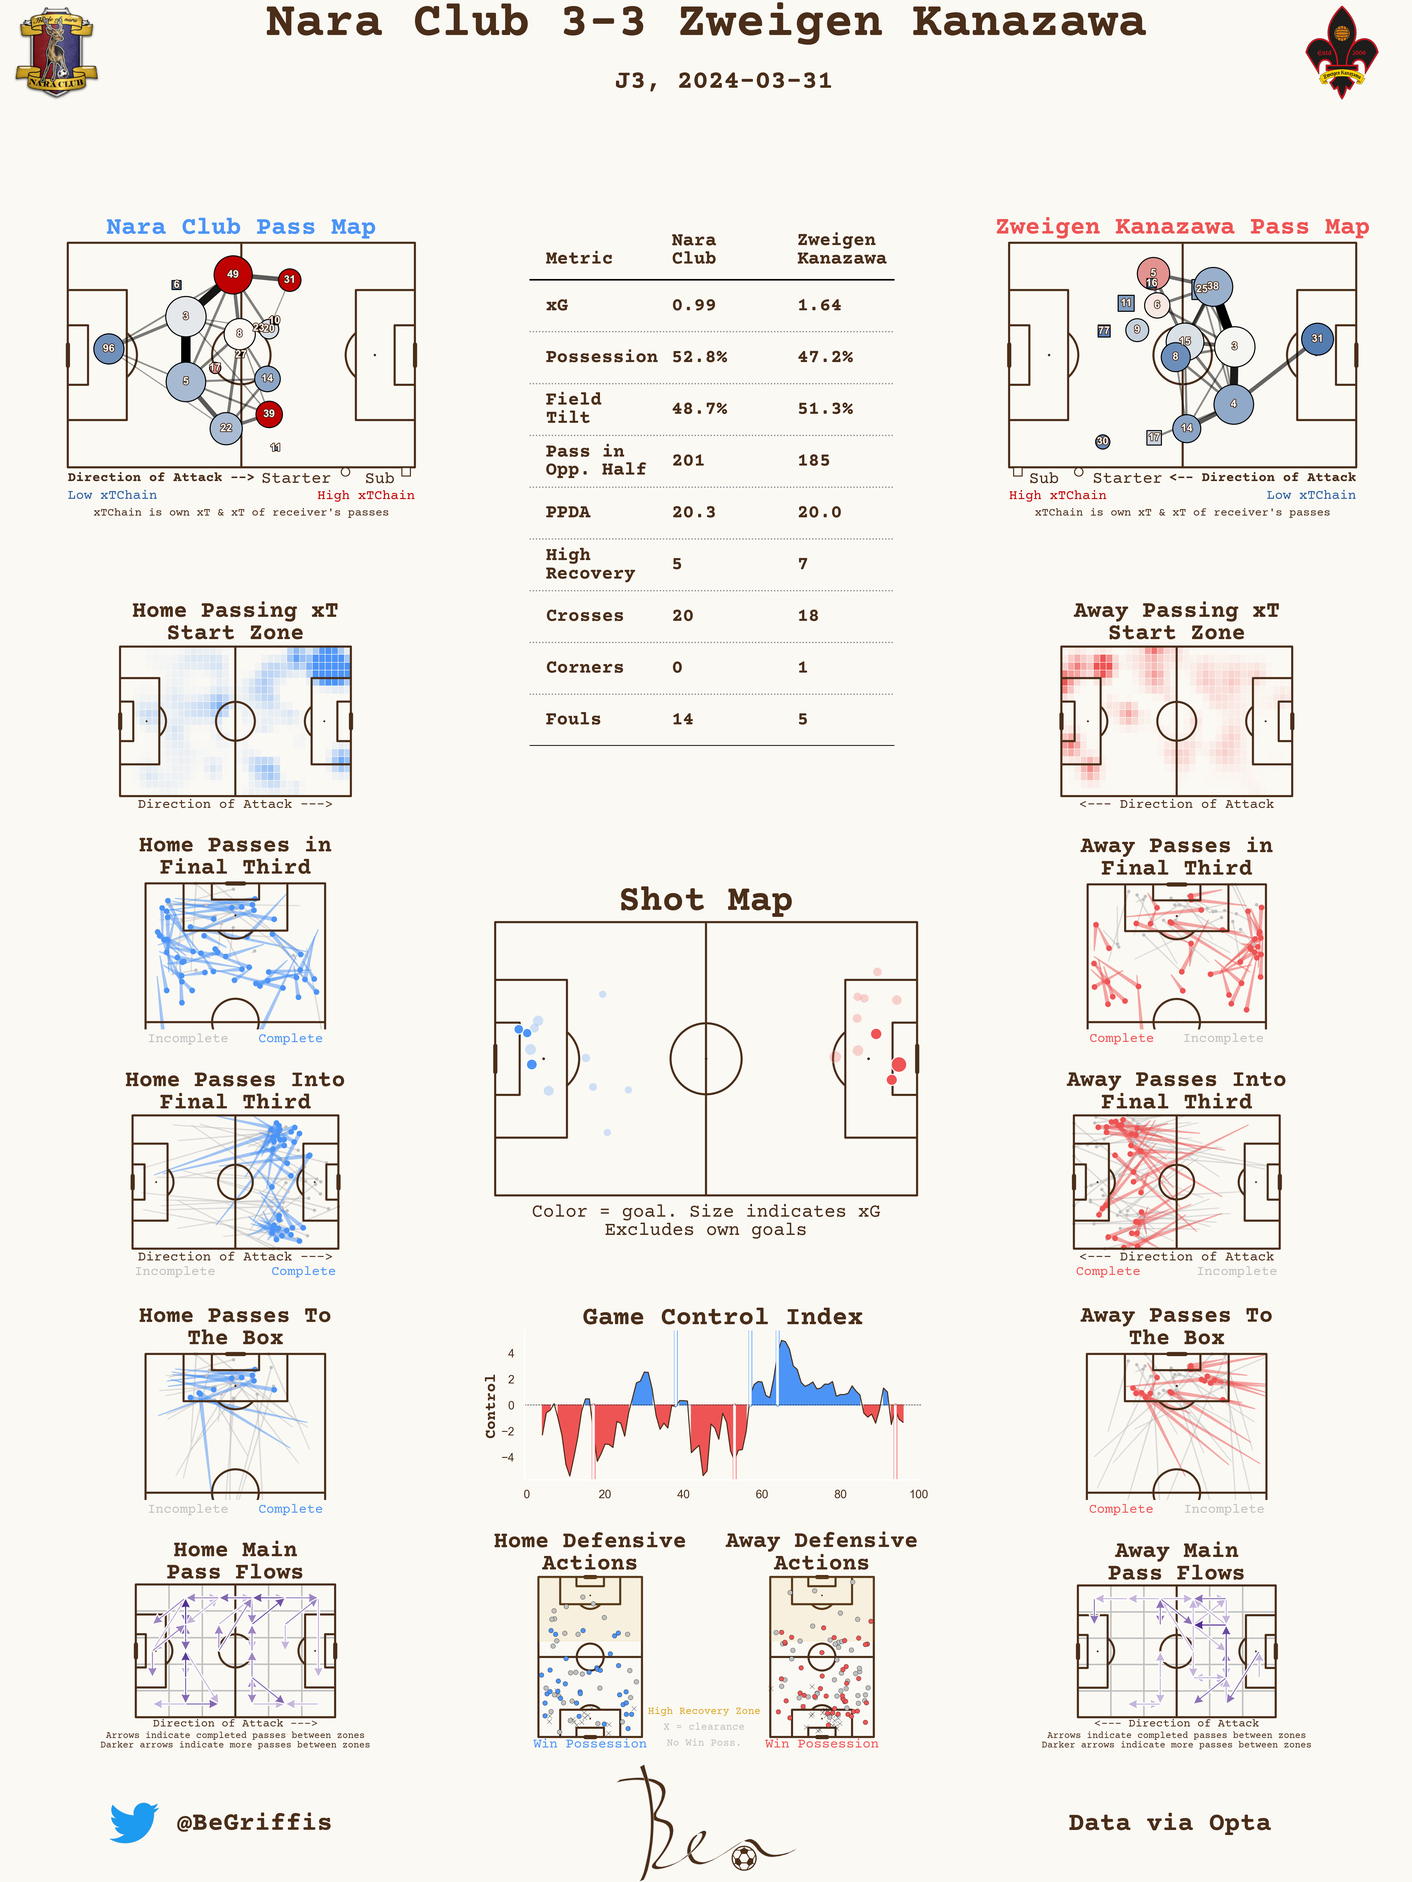 Nara Club 3-3 Zweigen Kanazawa
J3, 2024-03-31
NARA CLUB
Estd 2006
Zweigen Kanazawa
Nara Club Pass Map
49
31
6
3
10
23
20
8
27
96
17
5
14
39
22
11
Direction of Attack --> Starter Sub
Low xTChain High xTChain
xTChain is own xT & xT of receiver's passes
Metric Nara Club Zweigen Kanazawa
xG 0.99 1.64
Possession 52.8% 47.2%
Field Tilt 48.7% 51.3%
Pass in Opp. Half 201 185
PPDA 20.3 20.0
High Recovery 5 7
Crosses 20 18
Corners 0 1
Fouls 14 5
Zweigen Kanazawa Pass Map
5
16
25
38
11
6
77
9
15
8
3
31
4
14
17
30
Sub Starter <-- Direction of Attack
High xTChain Low xTChain
xTChain is own xT & xT of receiver's passes
Home Passing xT
Start Zone
Direction of Attack --->
Away Passing xT
Start Zone
<--- Direction of Attack
Home Passes in
Final Third
Incomplete Complete
Away Passes in
Final Third
Complete Incomplete
Shot Map
Color = goal. Size indicates xG
Excludes own goals
Home Passes Into
Final Third
Direction of Attack --->
Incomplete Complete
Away Passes Into
Final Third
<--- Direction of Attack
Complete Incomplete
Home Passes To
The Box
Incomplete Complete
Game Control Index
Control
4
2
0
−2
−4
0 20 40 60 80 100
Away Passes To
The Box
Complete Incomplete
Home Main
Pass Flows
Direction of Attack --->
Arrows indicate completed passes between zones
Darker arrows indicate more passes between zones
Home Defensive
Actions
Win Possession
High Recovery Zone
X = clearance
No Win Poss.
Away Defensive
Actions
Win Possession
Away Main
Pass Flows
<--- Direction of Attack
Arrows indicate completed passes between zones
Darker arrows indicate more passes between zones
@BeGriffis
Ben
Data via Opta